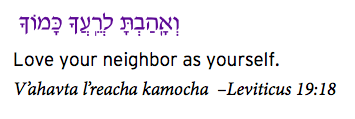 וְאָהַבְתָּ לְרֵעֲךָ כָּמוֹךָ
Love your neighbor as yourself.
V’ahavta l’reacha kamocha –Leviticus 19:18